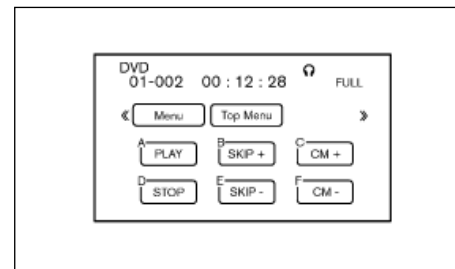 DVD
01-002 00 : 12 : 28 FULL
« Menu Top Menu »
A PLAY B SKIP + C CM +
D STOP E SKIP - F CM -